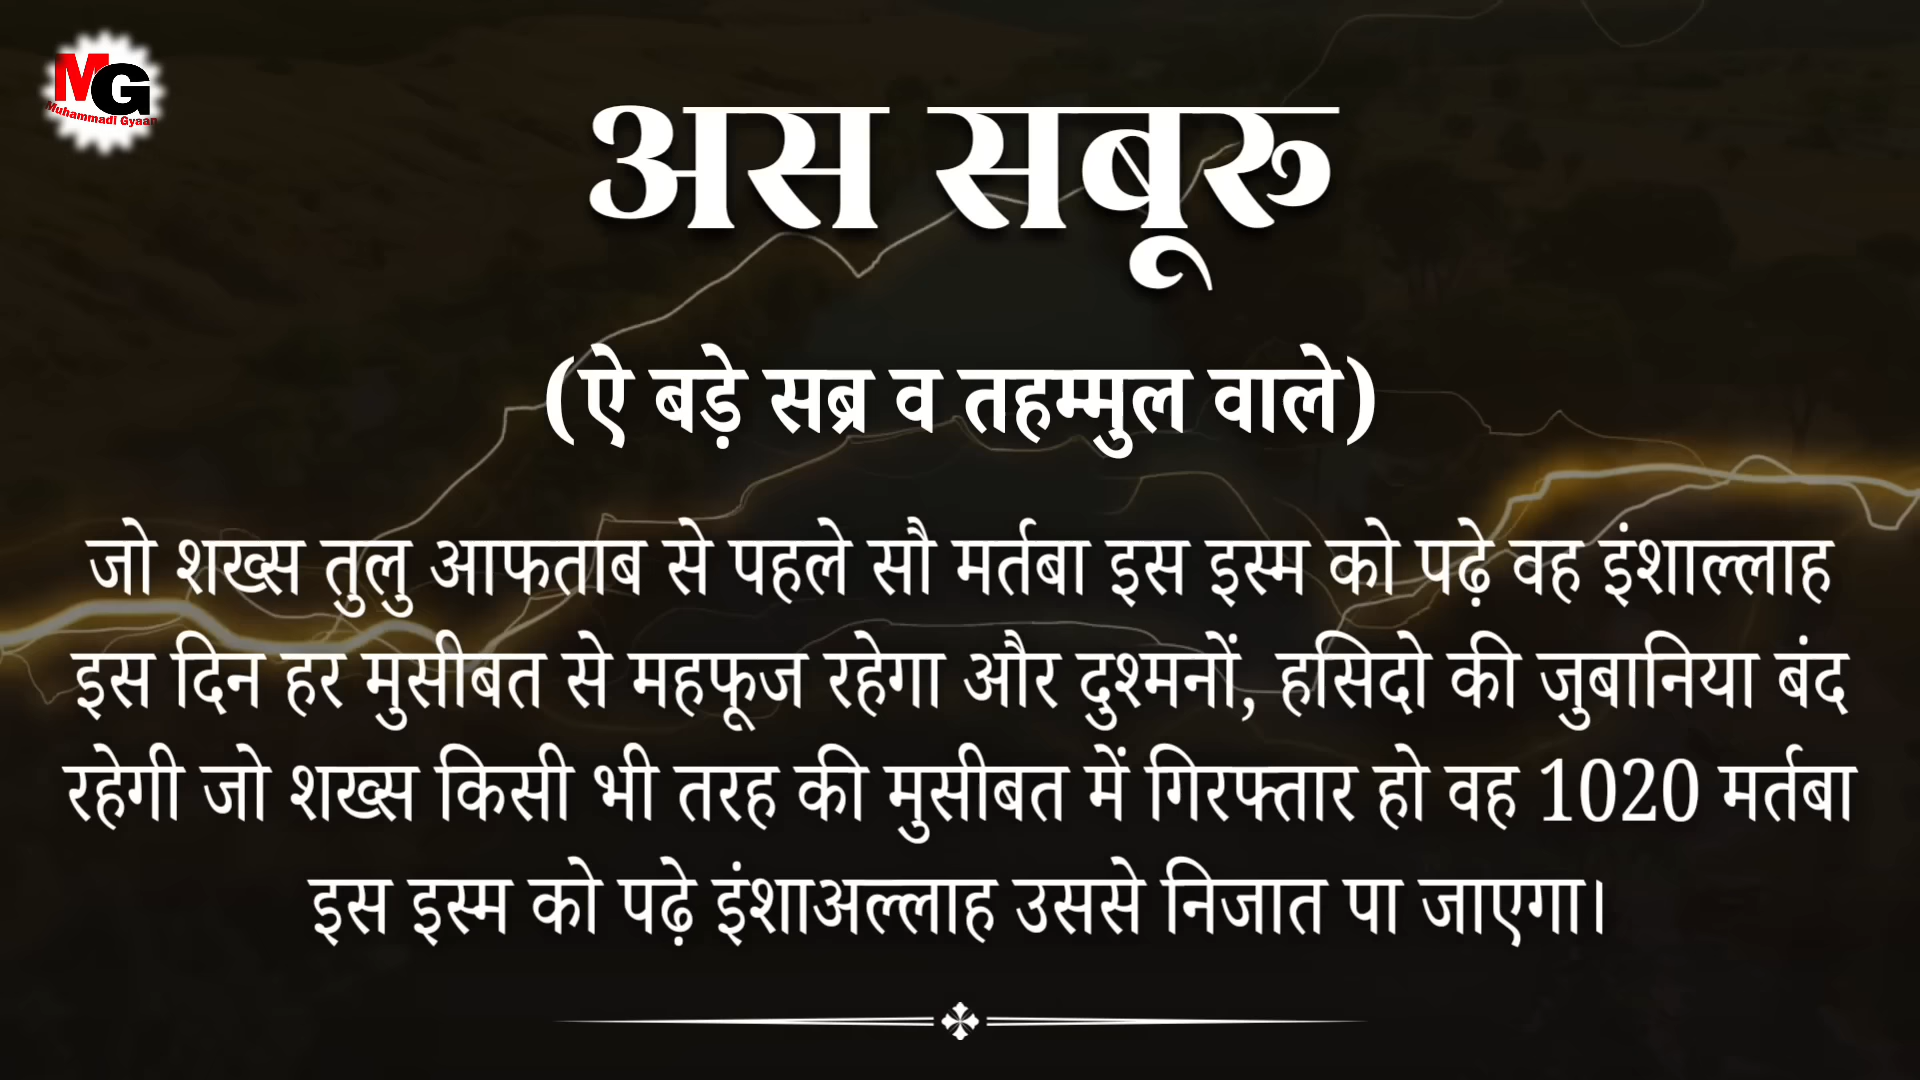 MG
Muhammadi Gyaan
अस सबूरु
(ऐ बड़े सब्र व तहम्मुल वाले)
जो शख्स तुलु आफताब से पहले सौ मर्तबा इस इस्म को पढ़े वह इंशाल्लाह
इस दिन हर मुसीबत से महफूज रहेगा और दुश्मनों, हसिदो की जुबानिया बंद
रहेगी जो शख्स किसी भी तरह की मुसीबत में गिरफ्तार हो वह 1020 मर्तबा
इस इस्म को पढ़े इंशाअल्लाह उससे निजात पा जाएगा।